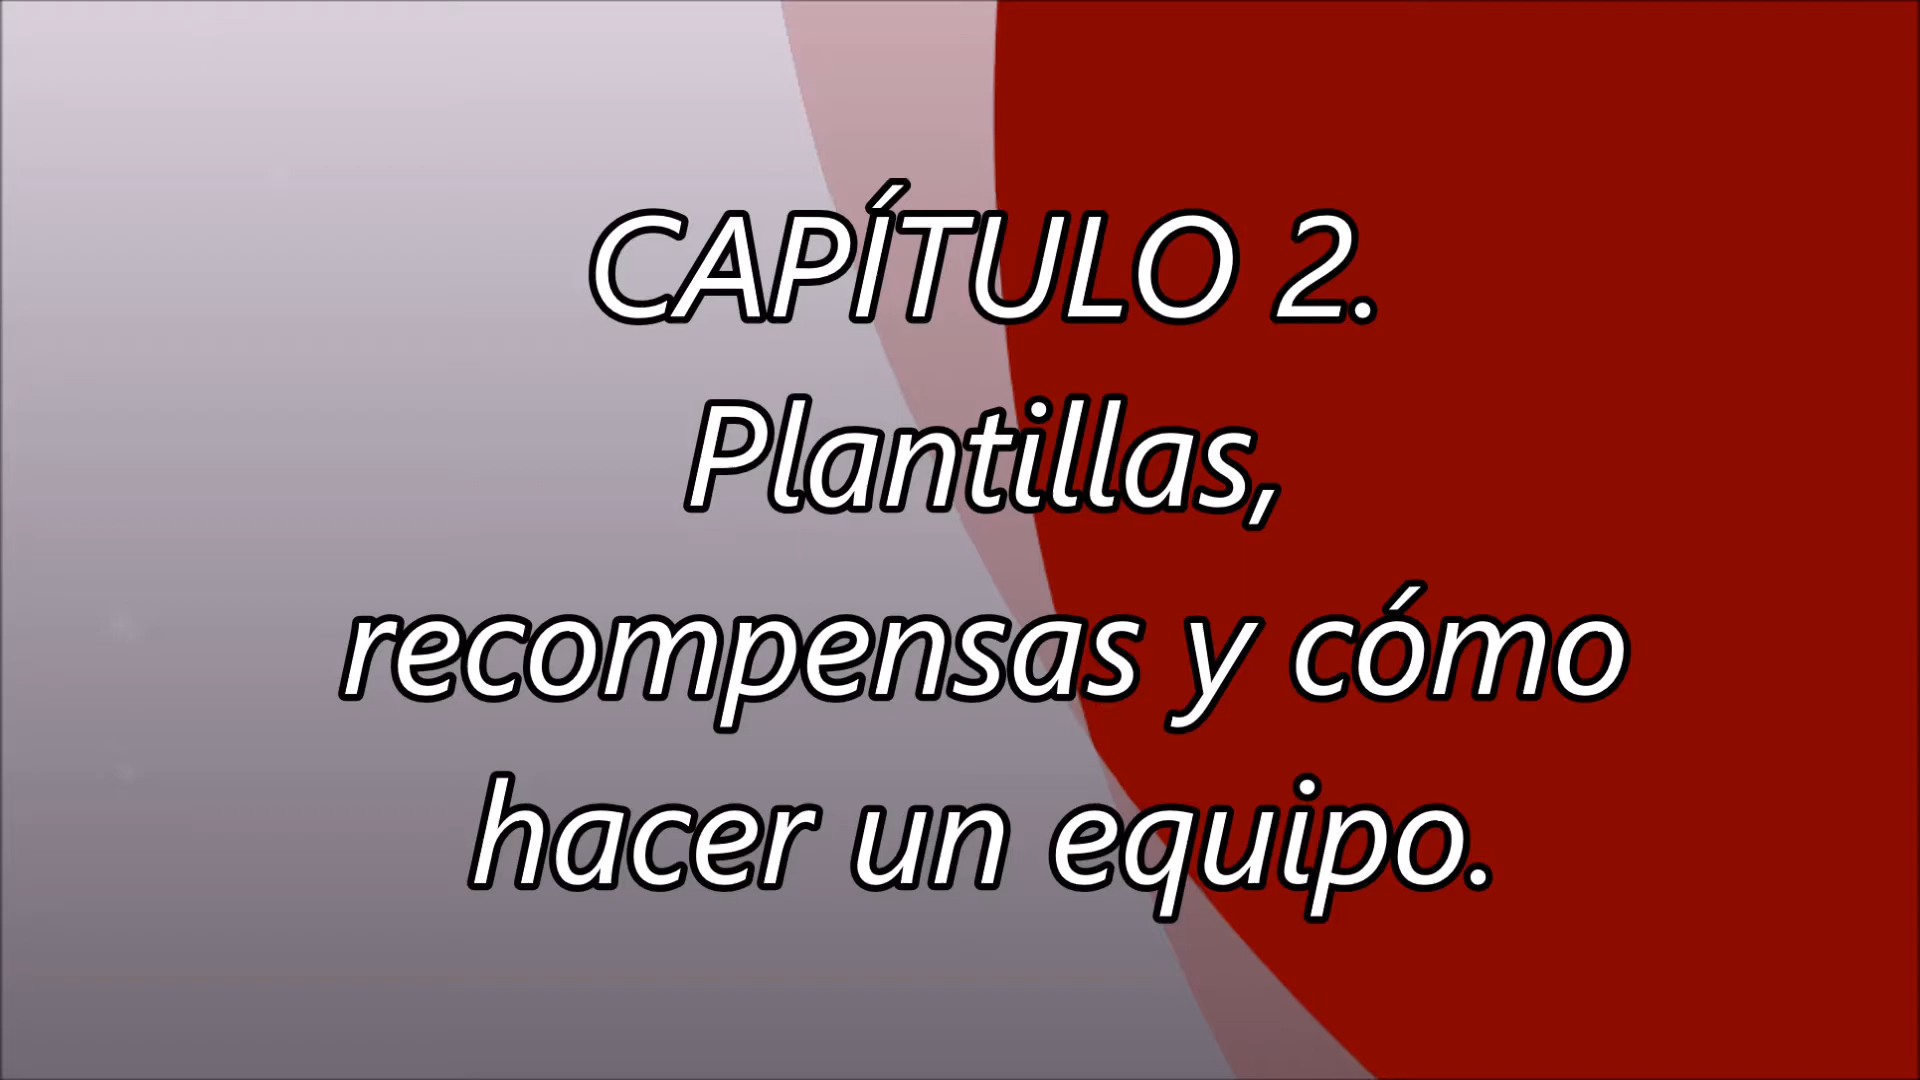 CAPÍTULO 2.
Plantillas,
recompensas y cómo
hacer un equipo.